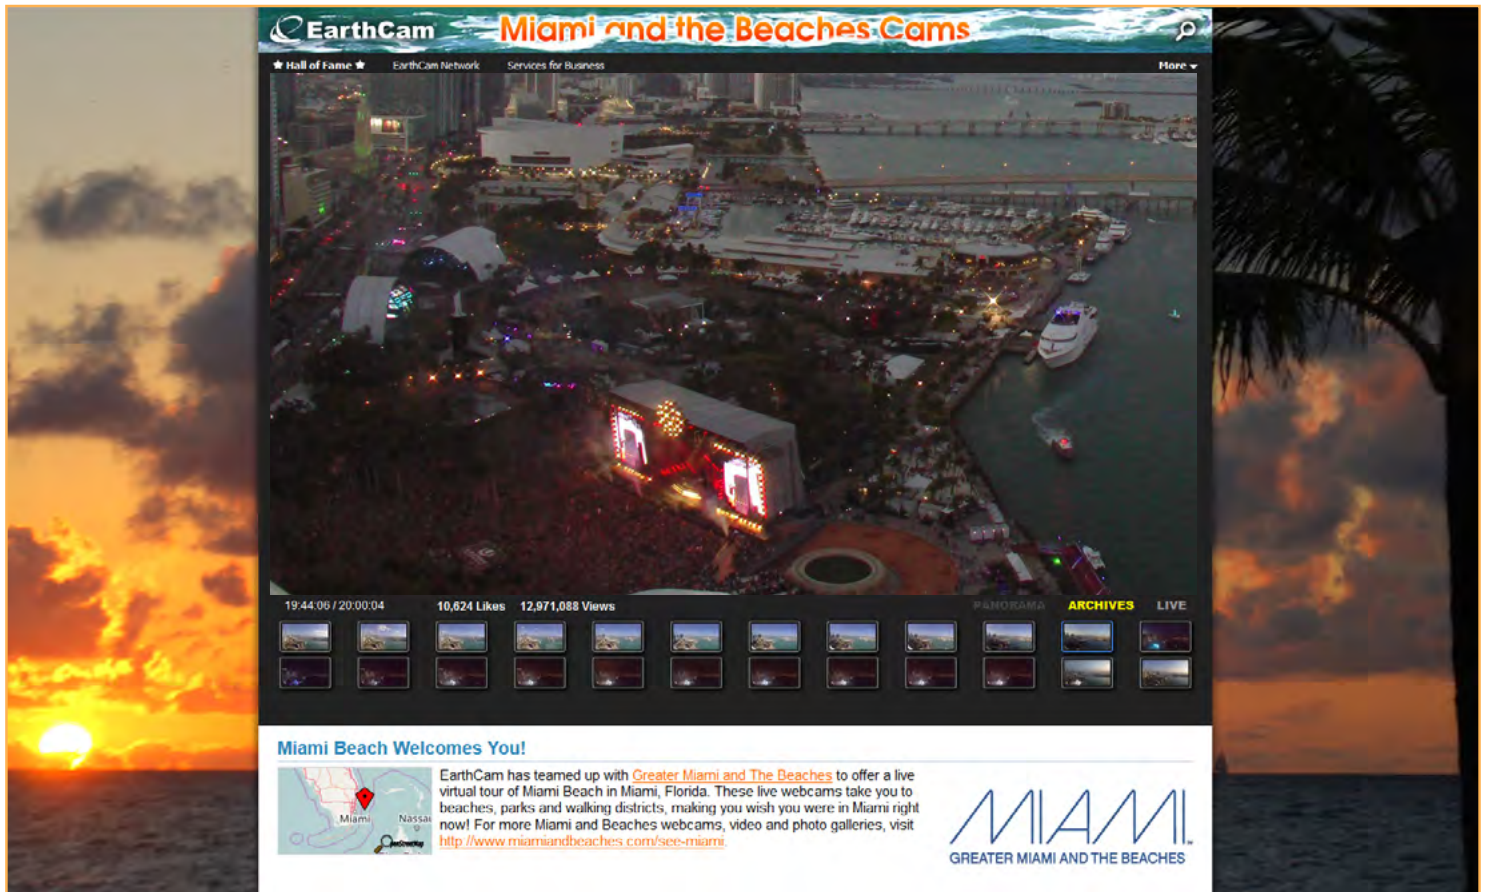 EarthCam
Miami and the Beaches Cams
Hall of Fame
EarthCam Network
Services for Business
More
19:44:06 / 20:00:04
10,624 Likes
12,971,088 Views
PANORAMA
ARCHIVES
LIVE
Miami Beach Welcomes You!
EarthCam has teamed up with Greater Miami and The Beaches to offer a live
virtual tour of Miami Beach in Miami, Florida. These live webcams take you to
beaches, parks and walking districts, making you wish you were in Miami right
now! For more Miami and Beaches webcams, video and photo galleries, visit
http://www.miamiandbeaches.com/see-miami.
Miami
Nassau
OpenStreetMap
MIAMI
GREATER MIAMI AND THE BEACHES